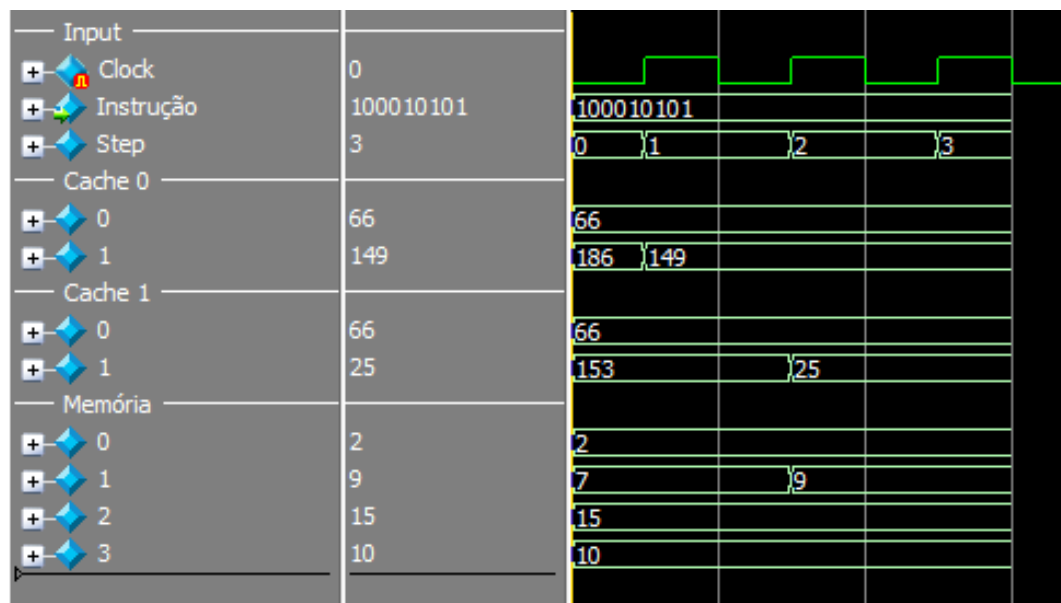 Input
Clock 0
Instrução 100010101 100010101
Step 3 0 1 2 3
Cache 0
0 66 66
1 149 186 149
Cache 1
0 66 66
1 25 153 25
Memória
0 2 2
1 9 7 9
2 15 15
3 10 10